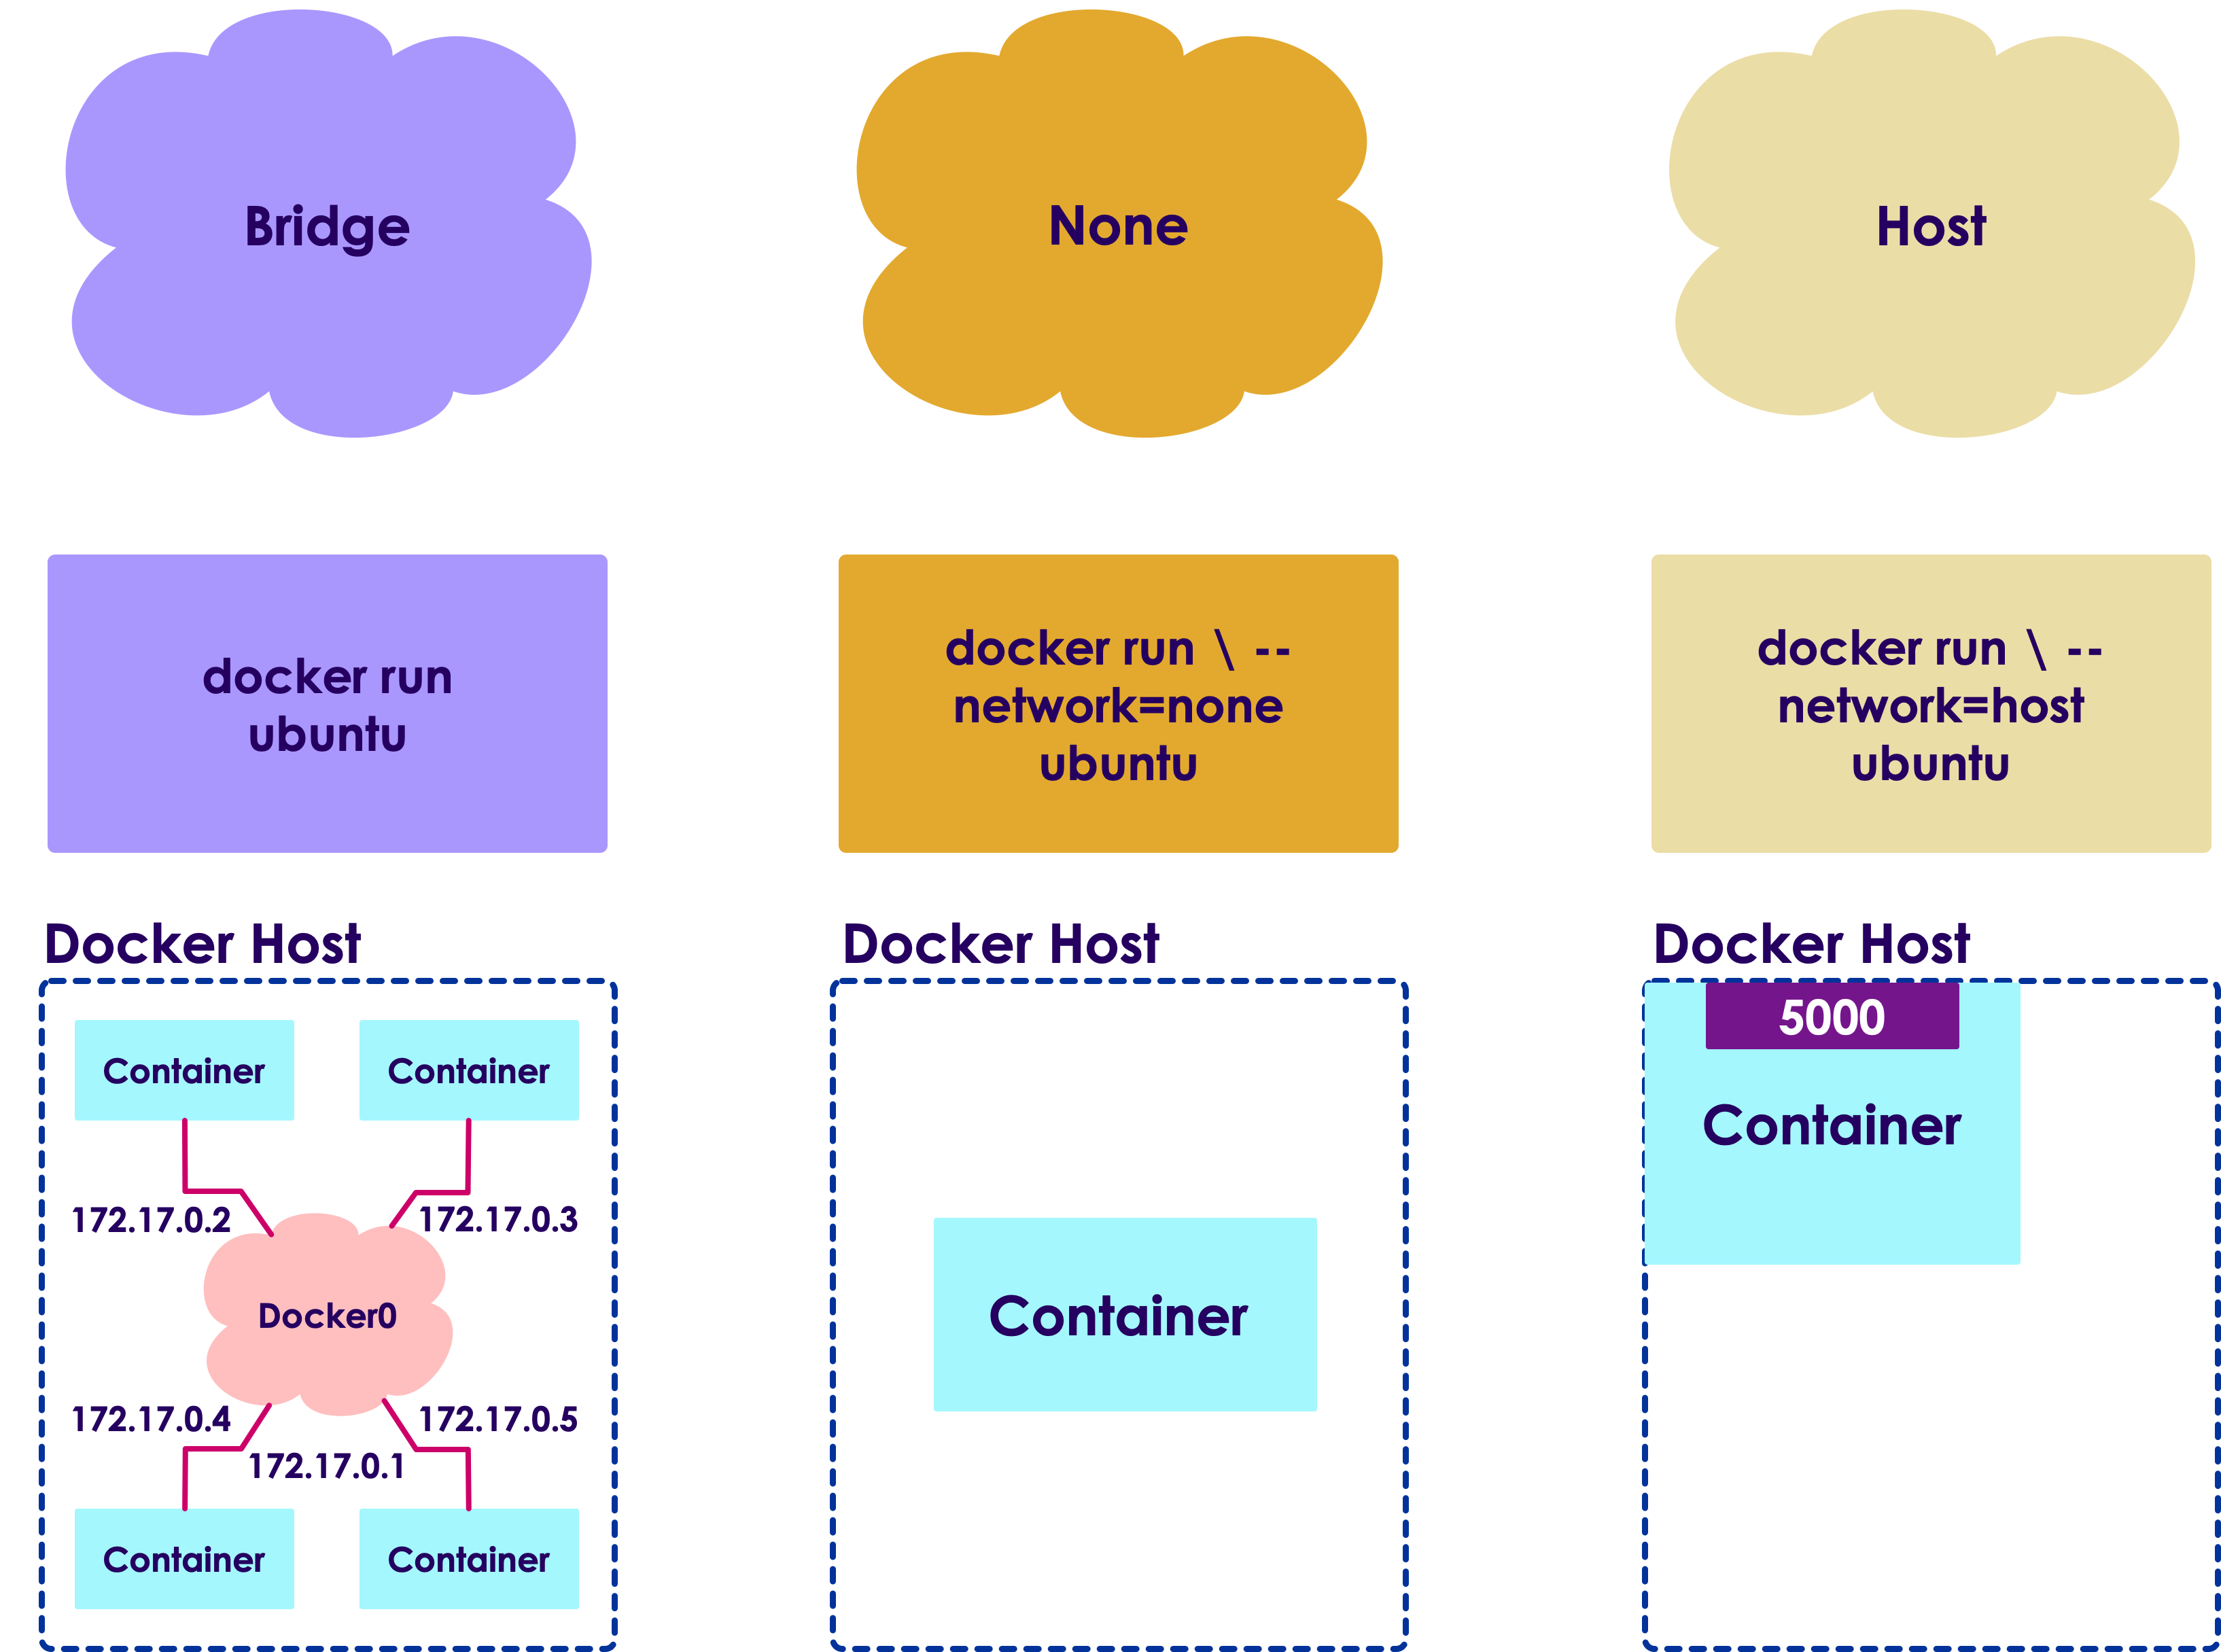 Bridge
None
Host
docker run
ubuntu
docker run \ --
network=none
ubuntu
docker run \ --
network=host
ubuntu
Docker Host
Container
Container
172.17.0.2
172.17.0.3
Docker0
172.17.0.4
172.17.0.5
172.17.0.1
Container
Container
Docker Host
Container
Docker Host
5000
Container